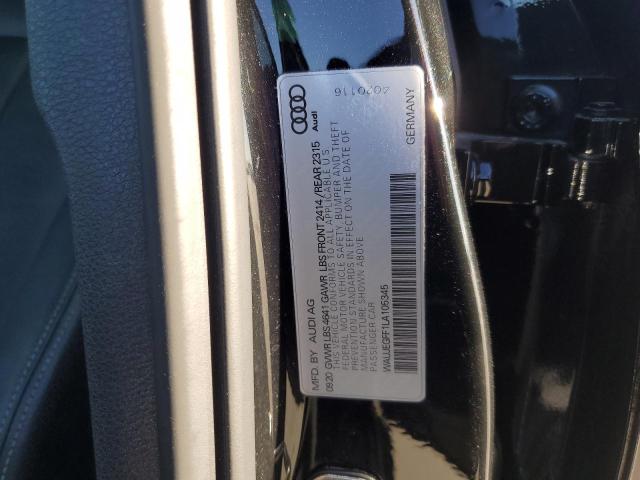 MFD. BY AUDI AG
Audi
4020116
09.20 GVWR LBS 4641 GAWR LBS FRONT 2414 /REAR 2315
THIS VEHICLE CONFORMS TO ALL APPLICABLE U.S.
FEDERAL MOTOR VEHICLE SAFETY, BUMPER AND THEFT
PREVENTION STANDARDS IN EFFECT ON THE DATE OF
MANUFACTURE SHOWN ABOVE
PASSENGER CAR
WAUJEGFF1LA105345
GERMANY